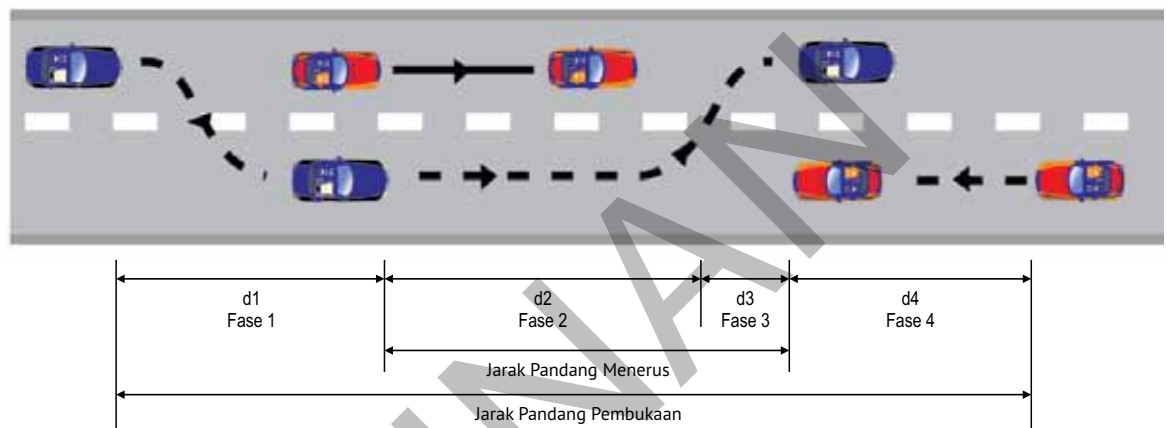 d1
Fase 1
d2
Fase 2
d3
Fase 3
d4
Fase 4
Jarak Pandang Menerus
Jarak Pandang Pembukaan